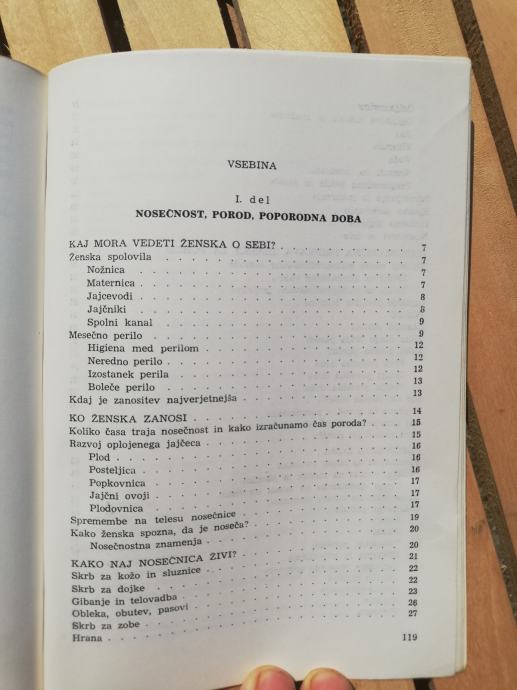 VSEBINA
I. del
NOSEČNOST, POROD, POPORODNA DOBA
KAJ MORA VEDETI ŽENSKA O SEBI? . . . . . . . . . . 7
Ženska spolovila . . . . . . . . . . 7
Nožnica . . . . . . . . . . 7
Maternica . . . . . . . . . . 7
Jajcevodi . . . . . . . . . . 8
Jajčniki . . . . . . . . . . 8
Spolni kanal . . . . . . . . . . 9
Mesečno perilo . . . . . . . . . . 9
Higiena med perilom . . . . . . . . . . 12
Neredno perilo . . . . . . . . . . 12
Izostanek perila . . . . . . . . . . 12
Boleče perilo . . . . . . . . . . 13
Kdaj je zanositev najverjetnejša . . . . . . . . . . 13
KO ŽENSKA ZANOSI . . . . . . . . . . 14
Koliko časa traja nosečnost in kako izračunamo čas poroda? . . . . 15
Razvoj oplojenega jajčeca . . . . . . . . . . 15
Plod . . . . . . . . . . 16
Posteljica . . . . . . . . . . 16
Popkovnica . . . . . . . . . . 16
Jajčni ovoji . . . . . . . . . . 17
Plodovnica . . . . . . . . . . 17
Spremembe na telesu nosečnice . . . . . . . . . . 17
Kako ženska spozna, da je noseča? . . . . . . . . . . 19
Nosečnostna znamenja . . . . . . . . . . 20
KAKO NAJ NOSEČNICA ŽIVI? . . . . . . . . . . 20
Skrb za kožo in sluznice . . . . . . . . . . 21
Skrb za dojke . . . . . . . . . . 22
Gibanje in telovadba . . . . . . . . . . 22
Obleka, obutev, pasovi . . . . . . . . . . 23
Skrb za zobe . . . . . . . . . . 26
Hrana . . . . . . . . . . 27
119